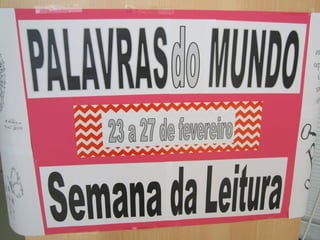 PALAVRAS do MUNDO
23 a 27 de fevereiro
Semana da Leitura